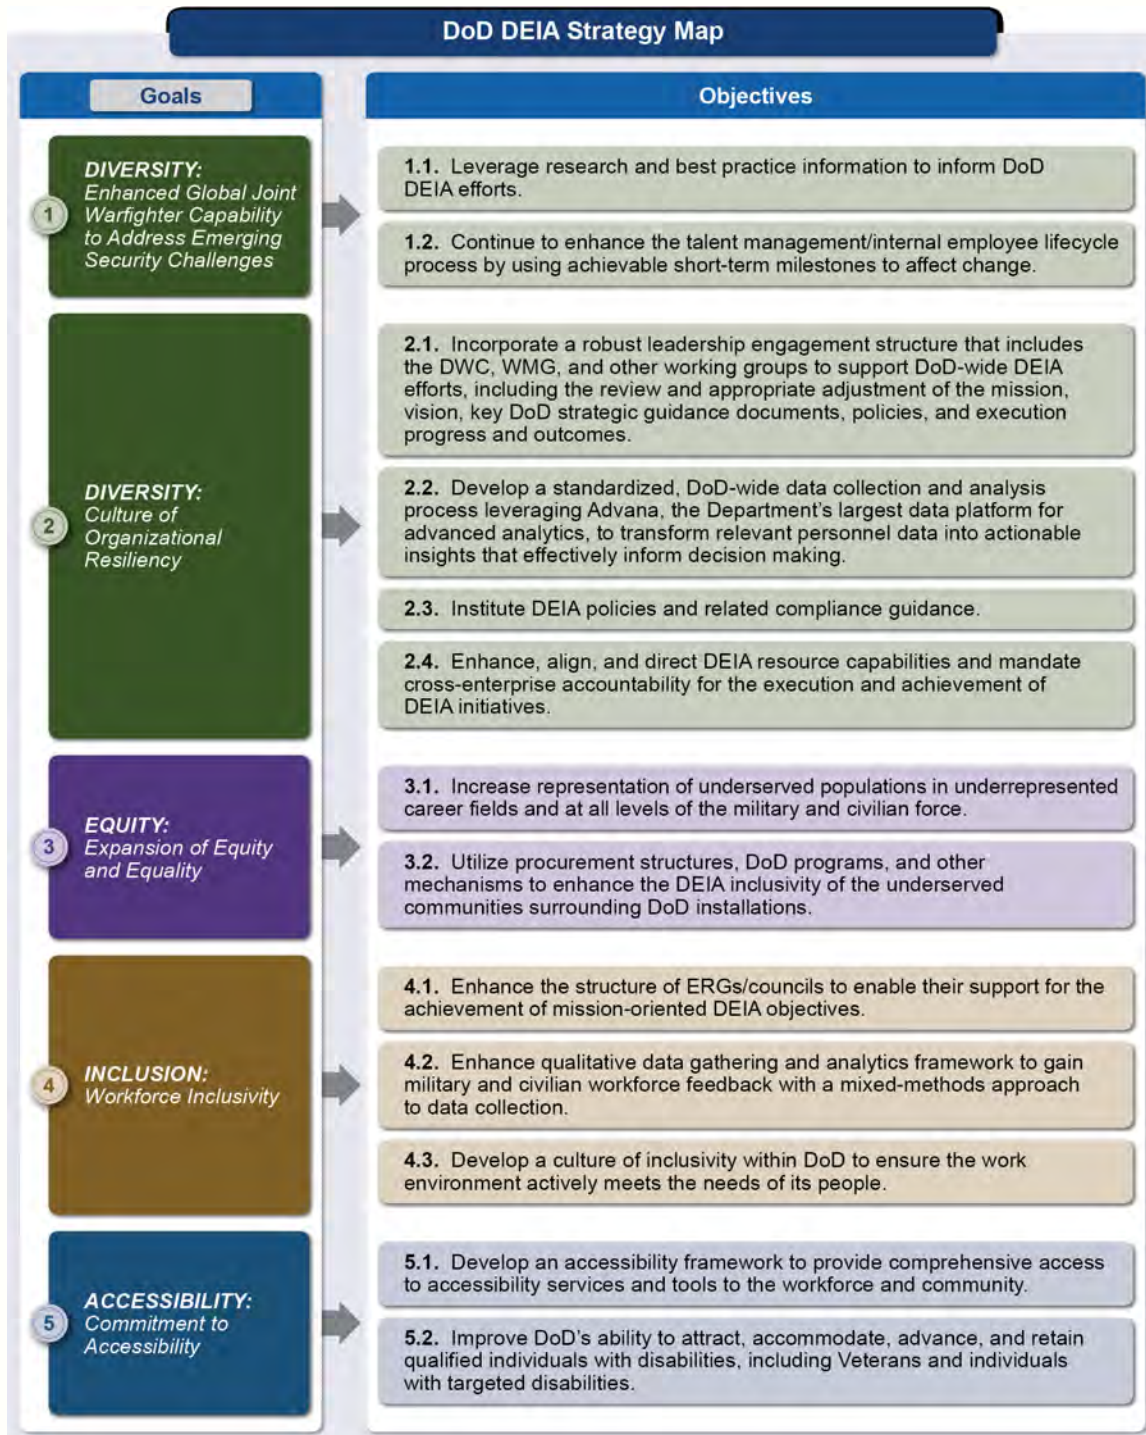 DoD DEIA Strategy Map
Goals
Objectives
1
DIVERSITY:
Enhanced Global Joint
Warfighter Capability
to Address Emerging
Security Challenges
1.1. Leverage research and best practice information to inform DoD
DEIA efforts.
1.2. Continue to enhance the talent management/internal employee lifecycle
process by using achievable short-term milestones to affect change.
2
DIVERSITY:
Culture of
Organizational
Resiliency
2.1. Incorporate a robust leadership engagement structure that includes
the DWC, WMG, and other working groups to support DoD-wide DEIA
efforts, including the review and appropriate adjustment of the mission,
vision, key DoD strategic guidance documents, policies, and execution
progress and outcomes.
2.2. Develop a standardized, DoD-wide data collection and analysis
process leveraging Advana, the Department's largest data platform for
advanced analytics, to transform relevant personnel data into actionable
insights that effectively inform decision making.
2.3. Institute DEIA policies and related compliance guidance.
2.4. Enhance, align, and direct DEIA resource capabilities and mandate
cross-enterprise accountability for the execution and achievement of
DEIA initiatives.
3
EQUITY:
Expansion of Equity
and Equality
3.1. Increase representation of underserved populations in underrepresented
career fields and at all levels of the military and civilian force.
3.2. Utilize procurement structures, DoD programs, and other
mechanisms to enhance the DEIA inclusivity of the underserved
communities surrounding DoD installations.
4
INCLUSION:
Workforce Inclusivity
4.1. Enhance the structure of ERGs/councils to enable their support for the
achievement of mission-oriented DEIA objectives.
4.2. Enhance qualitative data gathering and analytics framework to gain
military and civilian workforce feedback with a mixed-methods approach
to data collection.
4.3. Develop a culture of inclusivity within DoD to ensure the work
environment actively meets the needs of its people.
5
ACCESSIBILITY:
Commitment to
Accessibility
5.1. Develop an accessibility framework to provide comprehensive access
to accessibility services and tools to the workforce and community.
5.2. Improve DoD's ability to attract, accommodate, advance, and retain
qualified individuals with disabilities, including Veterans and individuals
with targeted disabilities.